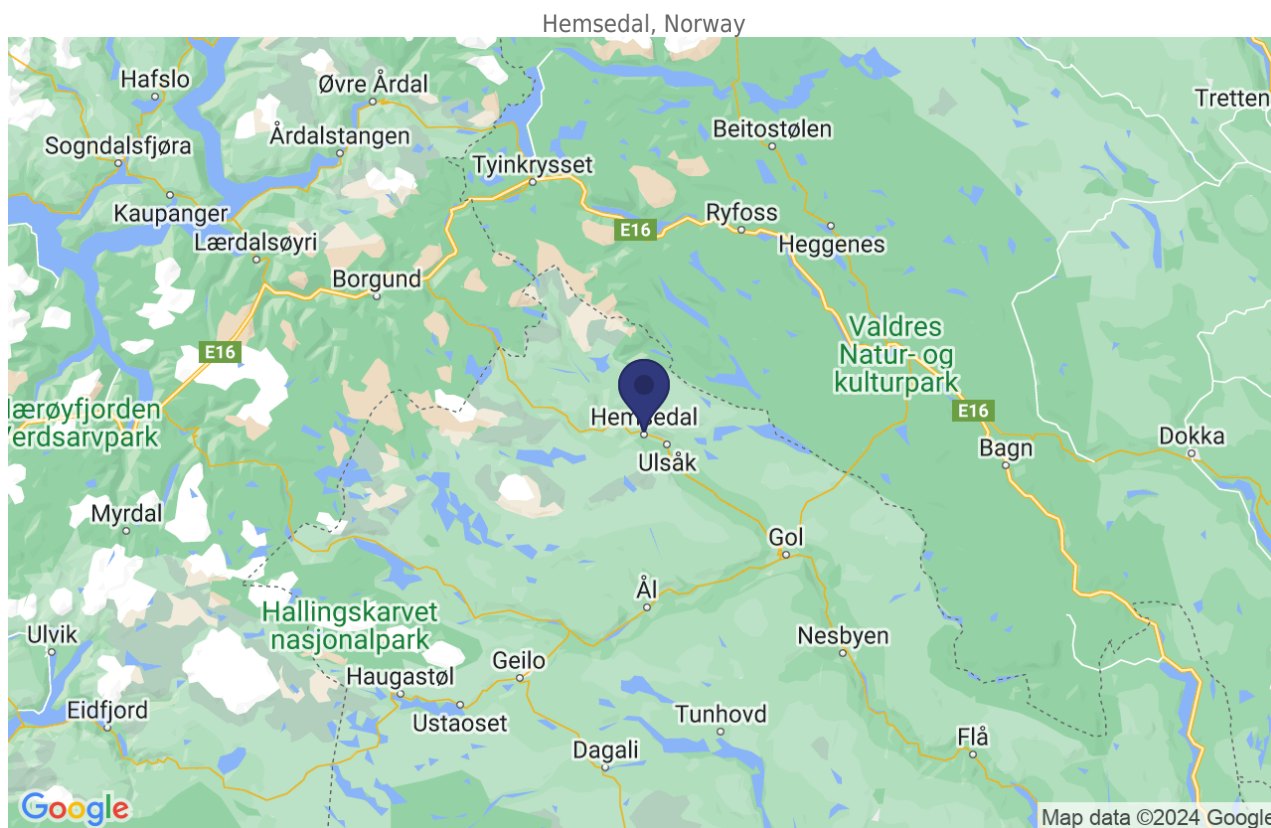 Hemsedal, Norway
Hafslo
Øvre Årdal
Tretten
Årdalstangen
Beitostølen
Sogndalsfjøra
Tyinkrysset
Kaupanger
Ryfoss
E16
Lærdalsøyri
Heggenes
Borgund
Valdres
Natur- og
kulturpark
E16
ærøyfjorden
erdsarvpark
Hemsedal
E16
Dokka
Ulsåk
Bagn
Myrdal
Gol
Ål
Hallingskarvet
nasjonalpark
Ulvik
Nesbyen
Geilo
Haugastøl
Eidfjord
Ustaoset
Tunhovd
Dagali
Flå
Google
Map data ©2024 Google